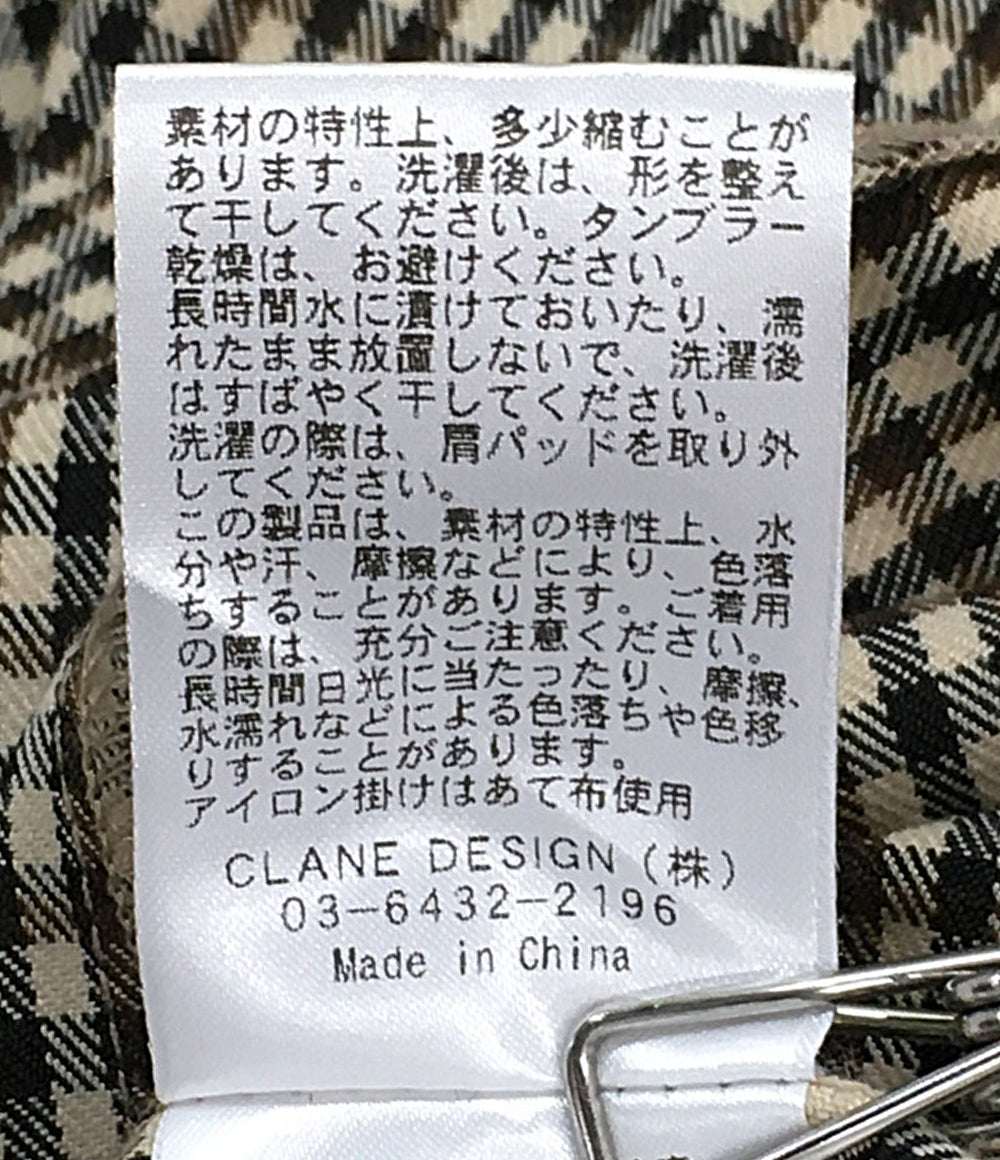 素材の特性上、多少縮むことが
あります。洗濯後は、形を整え
て干してください。タンブラー
乾燥は、お避けください。
長時間水に漬けておいたり、濡
れたまま放置しないで、洗濯後
はすばやく干してください。
洗濯の際は、肩パッドを取り外
してください。
この製品は、素材の特性上、水
分や汗、摩擦などにより、色落
ちすることがあります。ご着用
の際は、充分ご注意ください。
長時間日光に当たったり、摩擦、
水濡れなどによる色落ちや色移
りすることがあります。
アイロン掛けはあて布使用
CLANE DESIGN(株)
03-6432-2196
Made in China